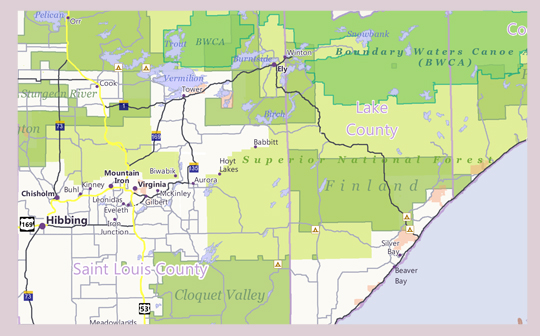 Pelican
Orr
Trout
BWCA
Snowbank
Co
Burntside
Winton
Boundary Waters Canoe A
(BWCA)
Ely
Vermilion
Cook
Sturgeon River
Tower
1
Birch
Lake
County
73
169
Babbitt
Hoyt
Lakes
Superior National Forest
Mountain
Iron
Biwabik
135
Aurora
Finland
Kinney
Buhl
Chisholm
Virginia
McKinley
Leonidas
Eveleth
Gilbert
169
Hibbing
Iron
Junction
Silver
Bay
Beaver
Bay
Saint Louis County
Cloquet Valley
73
53
Meadowlands